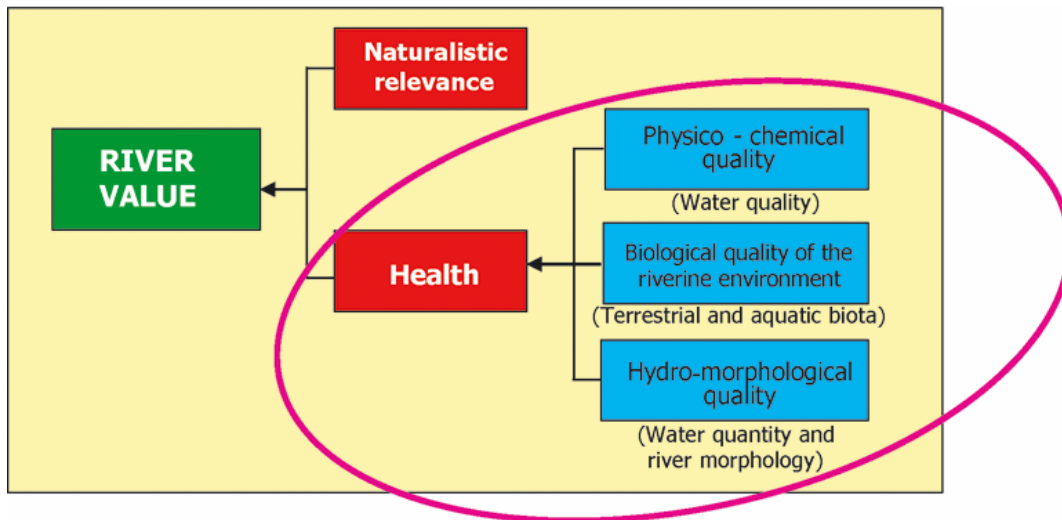 Naturalistic
relevance
RIVER
VALUE
Health
Physico - chemical
quality
(Water quality)
Biological quality of the
riverine environment
(Terrestrial and aquatic biota)
Hydro-morphological
quality
(Water quantity and
river morphology)